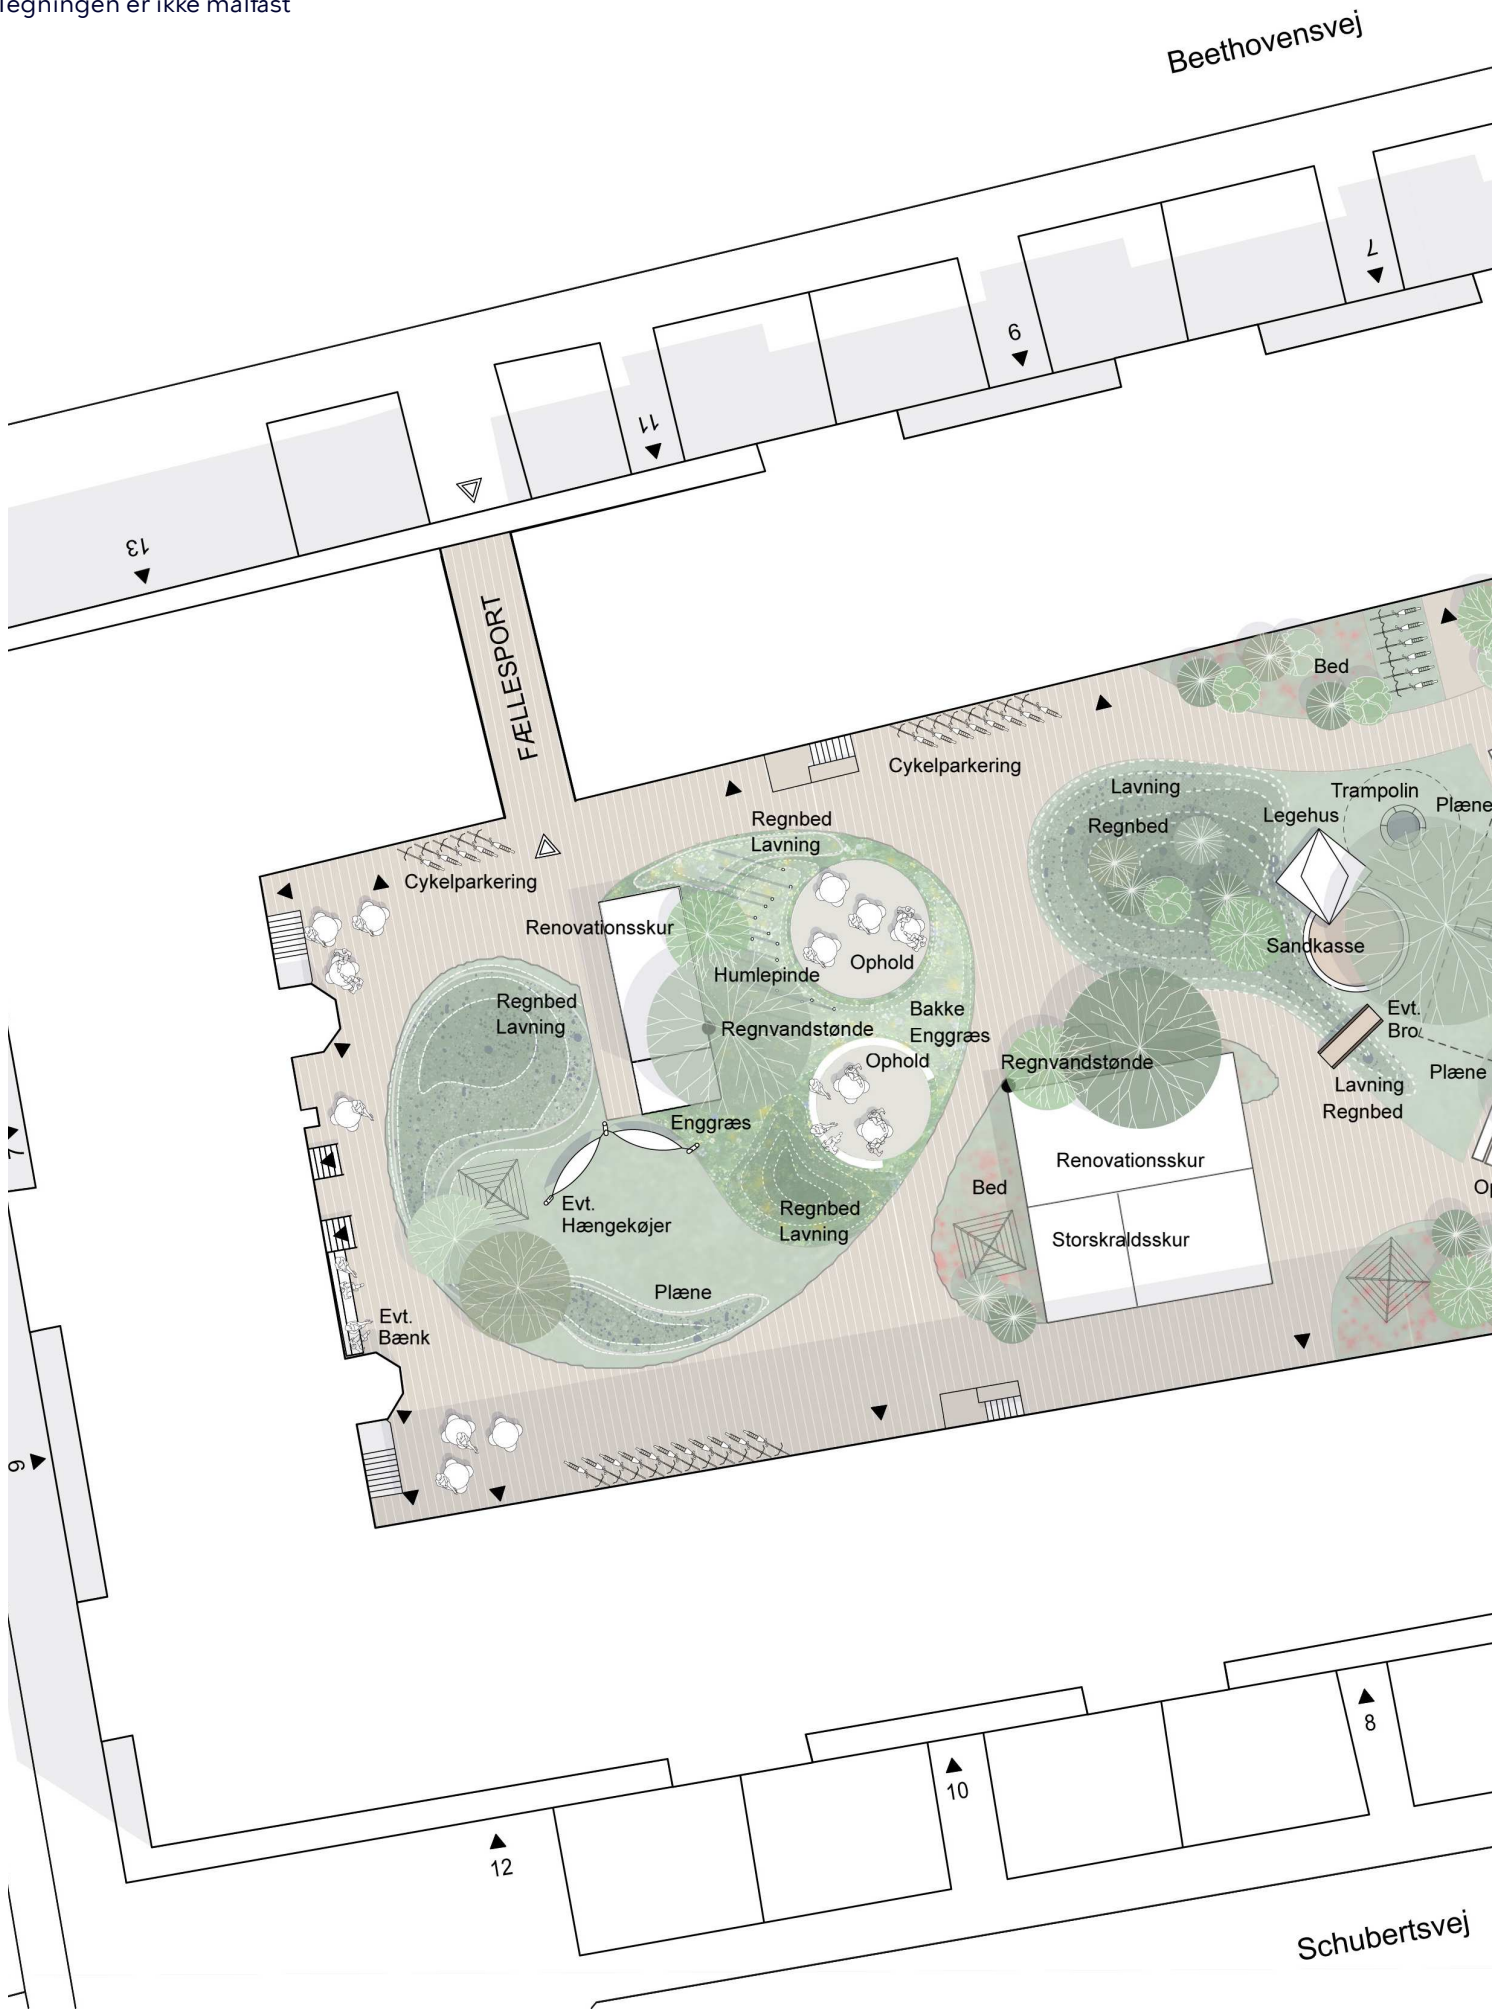 Tegningen er ikke målfast
Beethovensvej
7
9
11
13
FÆLLESPORT
Bed
Cykelparkering
Lavning
Trampolin
Plæne
Legehus
Regnbed
Regnbed
Lavning
Cykelparkering
Renovationsskur
Sandkasse
Ophold
Humlepinde
Regnbed
Lavning
Bakke
Enggræs
Evt.
Bro
Regnvandstønde
Ophold
Regnvandstønde
Plæne
Lavning
Regnbed
Enggræs
Renovationsskur
Bed
Evt.
Hængekøjer
Regnbed
Lavning
Storskraldsskur
Plæne
Evt.
Bænk
8
10
12
Schubertsvej